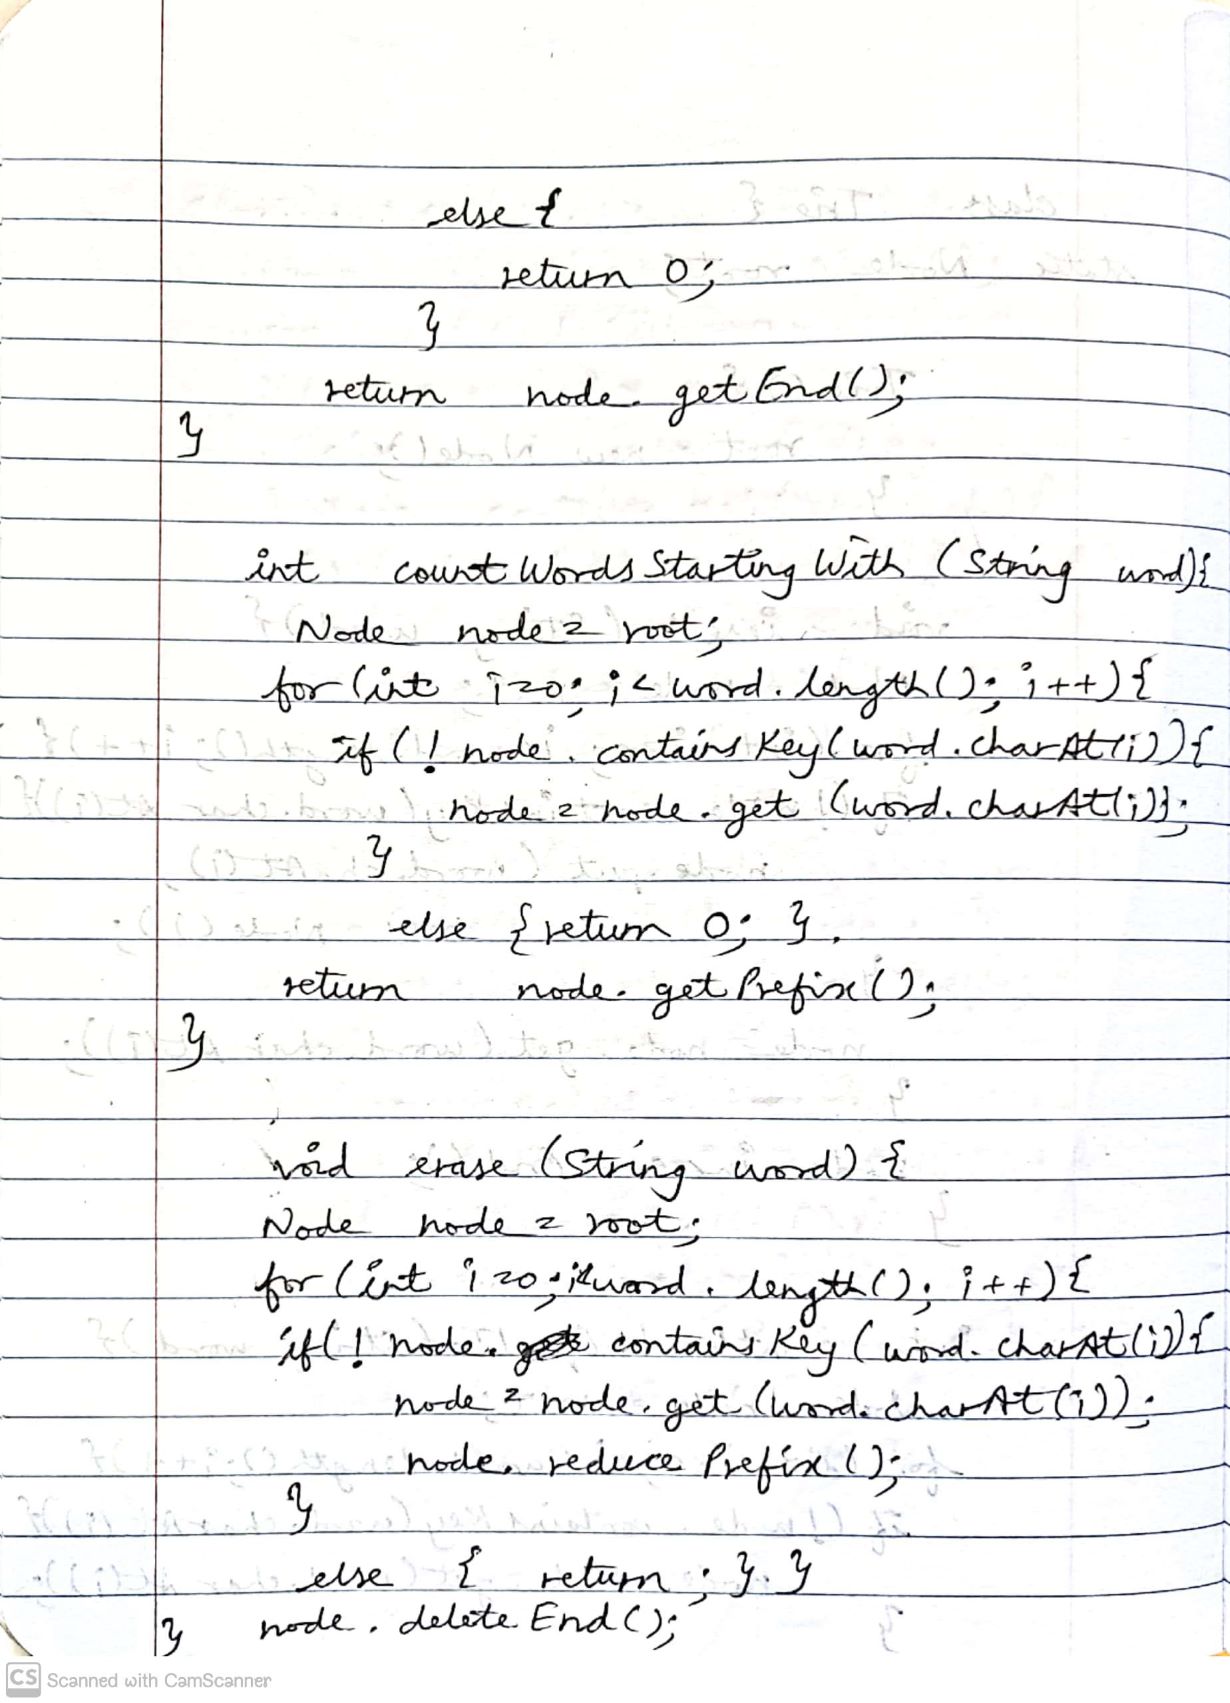 else {
return 0;
}
return node. getEnd();
}
int countWordsStartingWith (String word){
Node node = root;
for (int i=0; i< word. length(); i++){
if (! node. containsKey(word.charAt(i)){
node = node. get (word.charAt(i));
}
else {return 0; }.
return node. getPrefix();
}
void erase (String word) {
Node node = root;
for (int i=0;i<word. length(); i++){
if(! node. containsKey (word. charAt(i)){
node = node. get (word. charAt(i));
node. reducePrefix();
}
else { return ; }. }
} node. deleteEnd();
CS Scanned with CamScanner